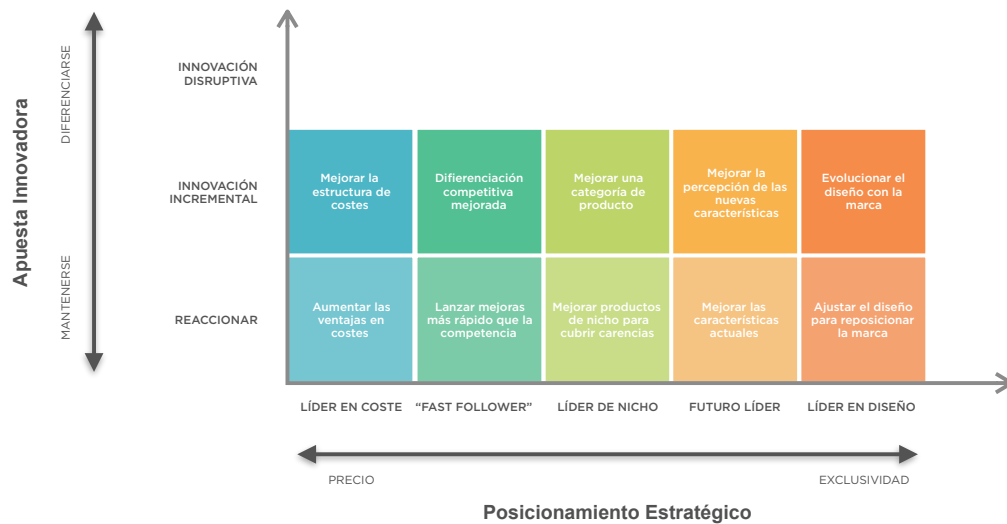 Apuesta Innovadora
DIFERENCIARSE
MANTENERSE
INNOVACIÓN
DISRUPTIVA
INNOVACIÓN
INCREMENTAL
Mejorar la
estructura de
costes
Difierenciación
competitiva
mejorada
Mejorar una
categoría de
producto
Mejorar la
percepción de las
nuevas
características
Evolucionar el
diseño con la
marca
REACCIONAR
Aumentar las
ventajas en
costes
Lanzar mejoras
más rápido que la
competencia
Mejorar productos
de nicho para
cubrir carencias
Mejorar las
características
actuales
Ajustar el diseño
para reposicionar
la marca
LÍDER EN COSTE
“FAST FOLLOWER”
LÍDER DE NICHO
FUTURO LÍDER
LÍDER EN DISEÑO
PRECIO
EXCLUSIVIDAD
Posicionamiento Estratégico